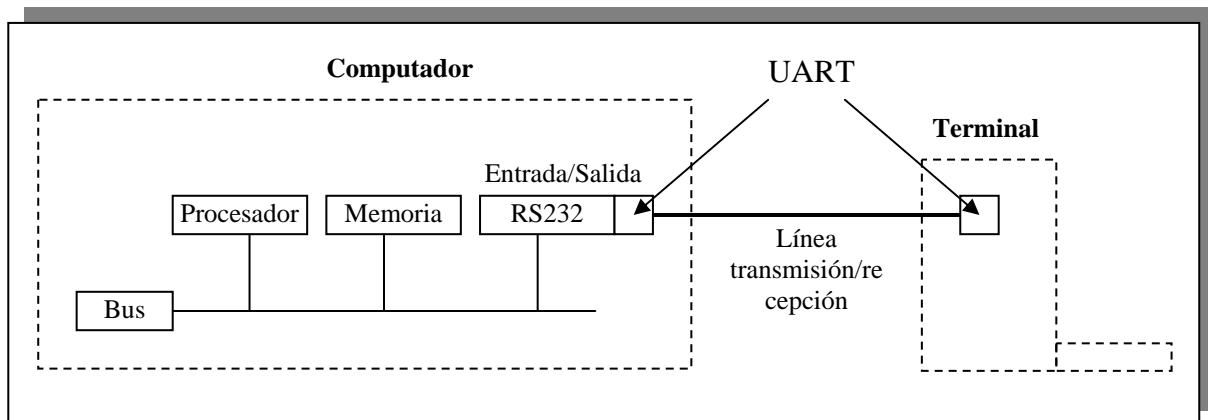 Computador
UART
Terminal
Entrada/Salida
Procesador
Memoria
RS232
Línea
transmisión/re
cepción
Bus